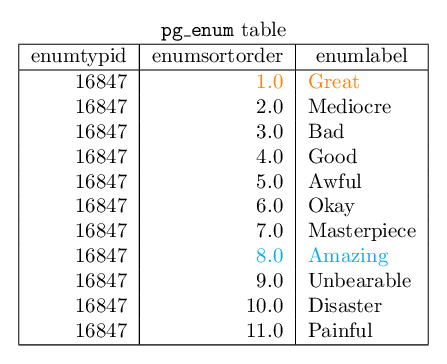 pg_enum table
enumtypid enumsortorder enumlabel
16847 1.0 Great
16847 2.0 Mediocre
16847 3.0 Bad
16847 4.0 Good
16847 5.0 Awful
16847 6.0 Okay
16847 7.0 Masterpiece
16847 8.0 Amazing
16847 9.0 Unbearable
16847 10.0 Disaster
16847 11.0 Painful